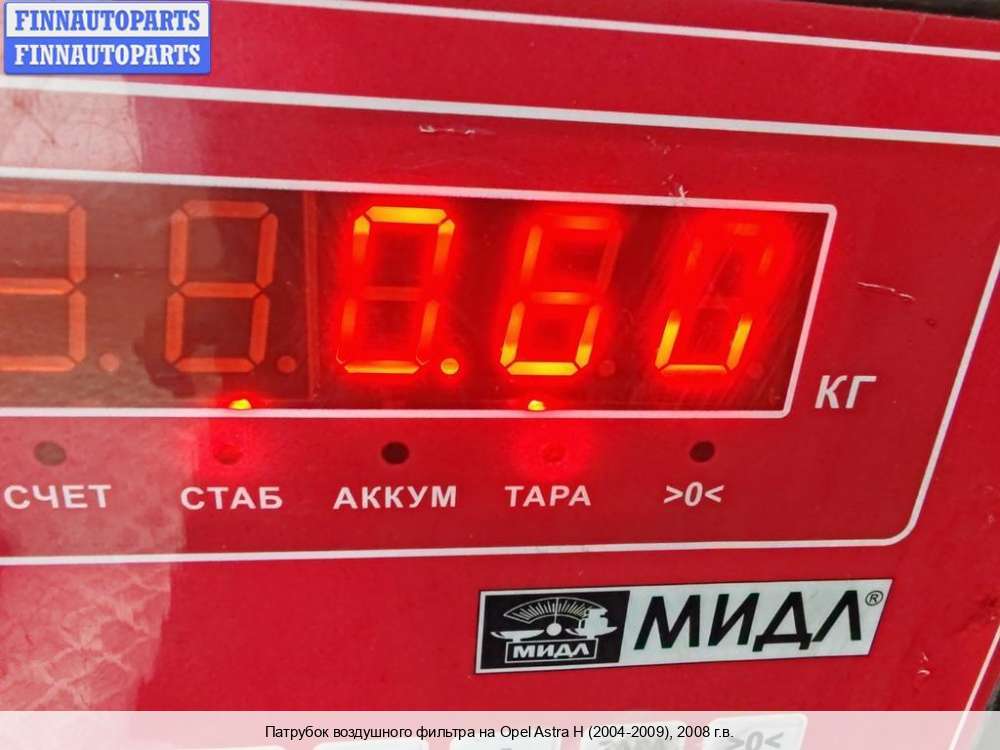 FINNAUTOPARTS
FINNAUTOPARTS
0.60
КГ
СЧЕТ СТАБ АККУМ ТАРА >0<
МИДЛ МИДЛ®
Патрубок воздушного фильтра на Opel Astra H (2004-2009), 2008 г.в.
>0<